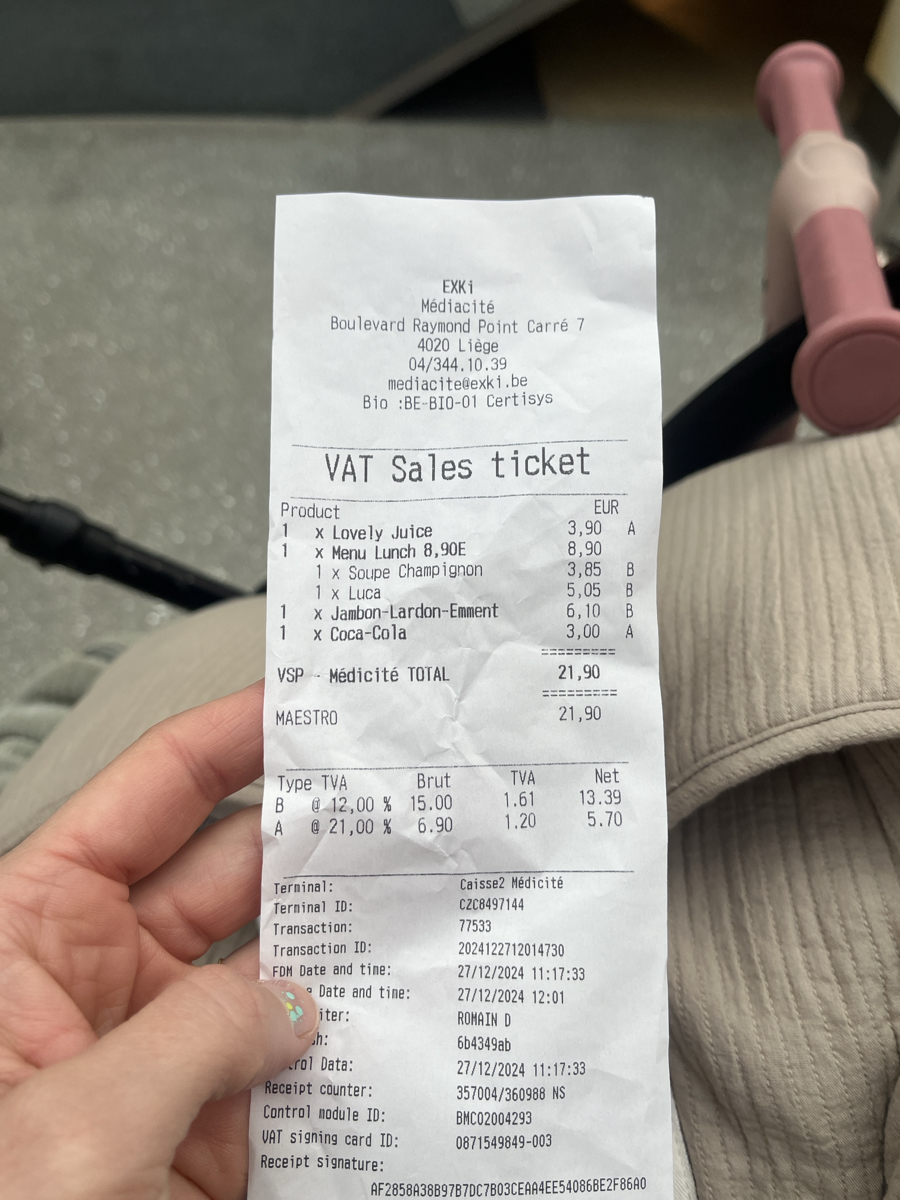 EXKi
Médiacité
Boulevard Raymond Point Carré 7
4020 Liège
04/344.10.39
mediacite@exki.be
Bio :BE-BIO-01 Certisys
VAT Sales ticket
Product EUR
1 x Lovely Juice 3,90 A
1 x Menu Lunch 8,90E 8,90
1 x Soupe Champignon 3,85 B
1 x Luca 5,05 B
1 x Jambon-Lardon-Emment 6,10 B
1 x Coca-Cola 3,00 A
=========
VSP - Médicité TOTAL 21,90
=========
MAESTRO 21,90
Type TVA Brut TVA Net
B @ 12,00 % 15.00 1.61 13.39
A @ 21,00 % 6.90 1.20 5.70
Terminal: Caisse2 Médicité
Terminal ID: CZC8497144
Transaction: 77533
Transaction ID: 2024122712014730
FDM Date and time: 27/12/2024 11:17:33
Date and time: 27/12/2024 12:01
ROMAIN D
6b4349ab
Data: 27/12/2024 11:17:33
Receipt counter: 357004/360988 NS
Control module ID: BMC02004293
VAT signing card ID: 0871549849-003
Receipt signature:
AF2858A38B97B7DC7B03CEAA4EE54086BE2F86A0